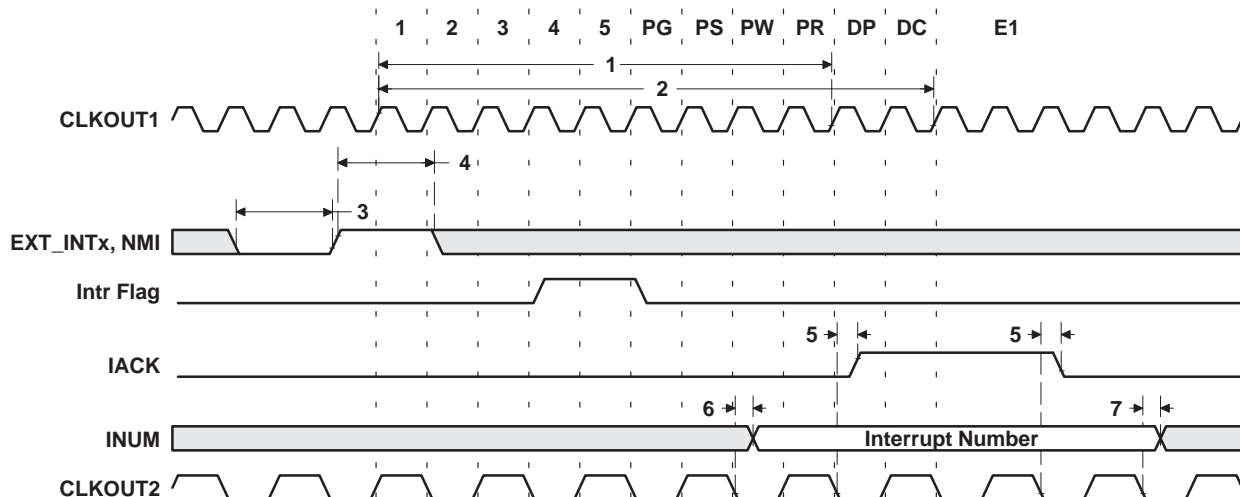 1 2 3 4 5 PG PS PW PR DP DC E1
1
2
CLKOUT1
4
3
EXT_INTx, NMI
Intr Flag
5 5
IACK
6 7
INUM Interrupt Number
CLKOUT2